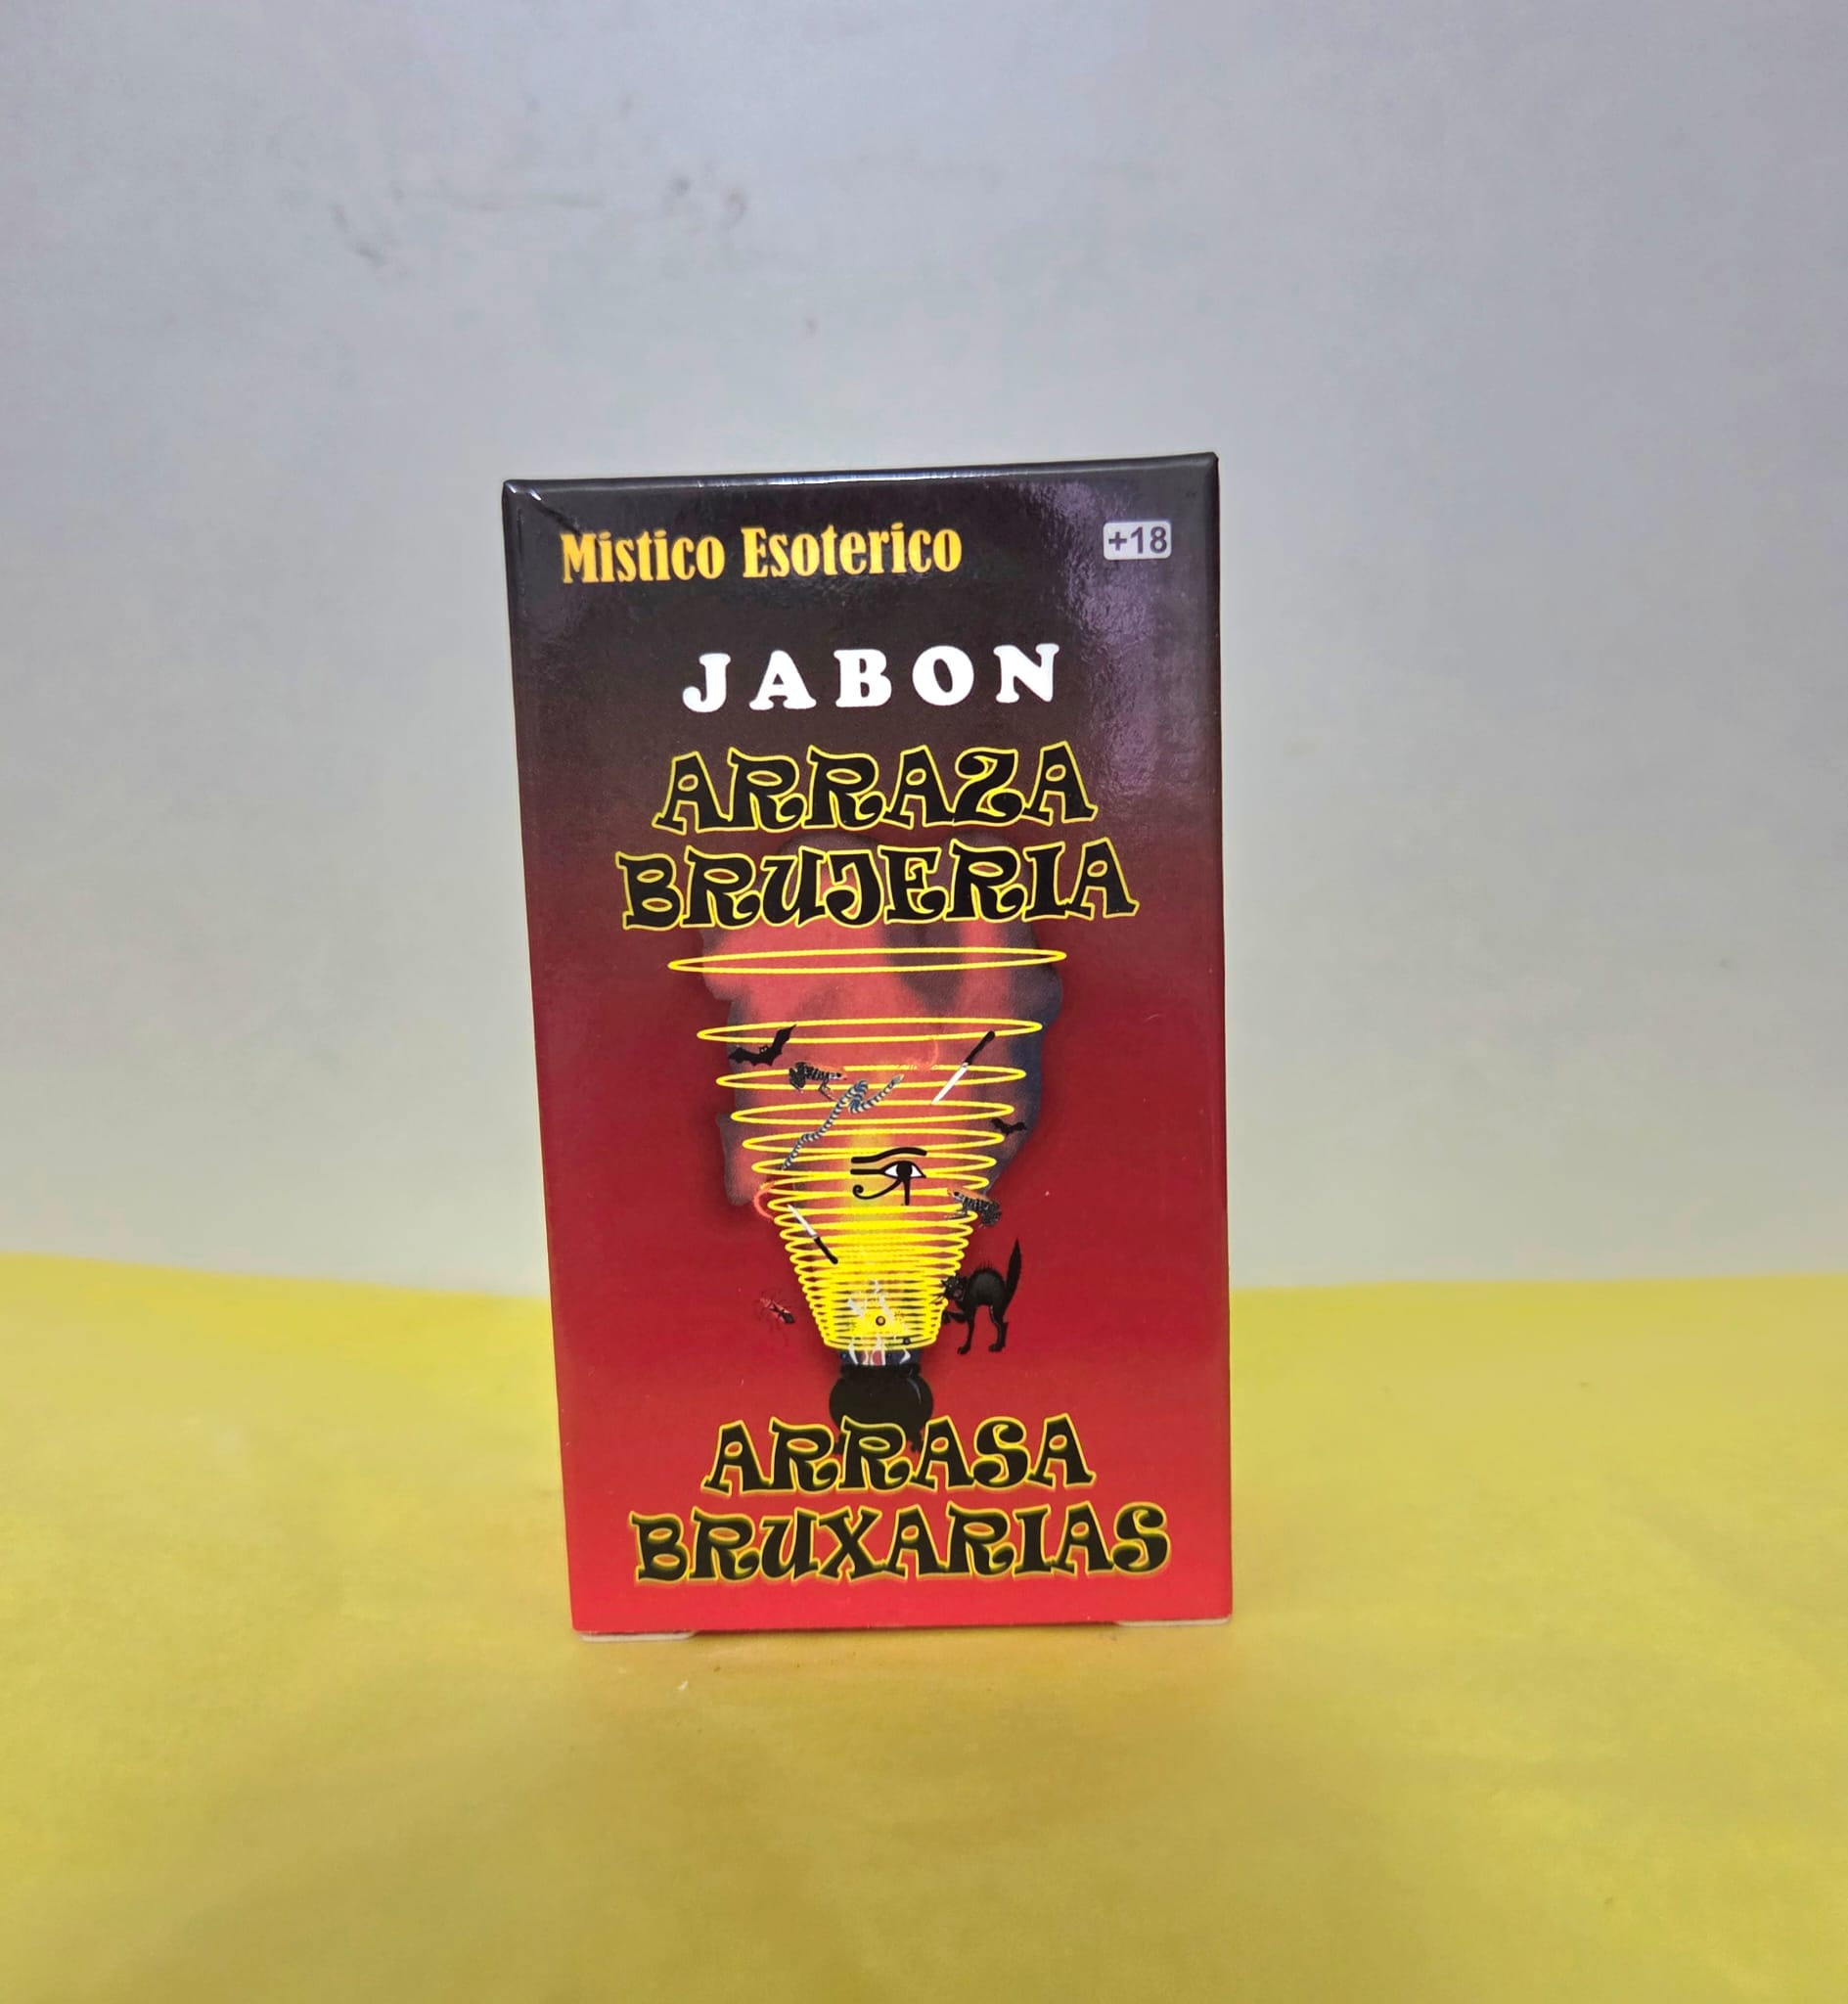 Mistico Esoterico
+18
JABON
ARRAZA
BRUJERIA
ARRASA
BRUXARIAS